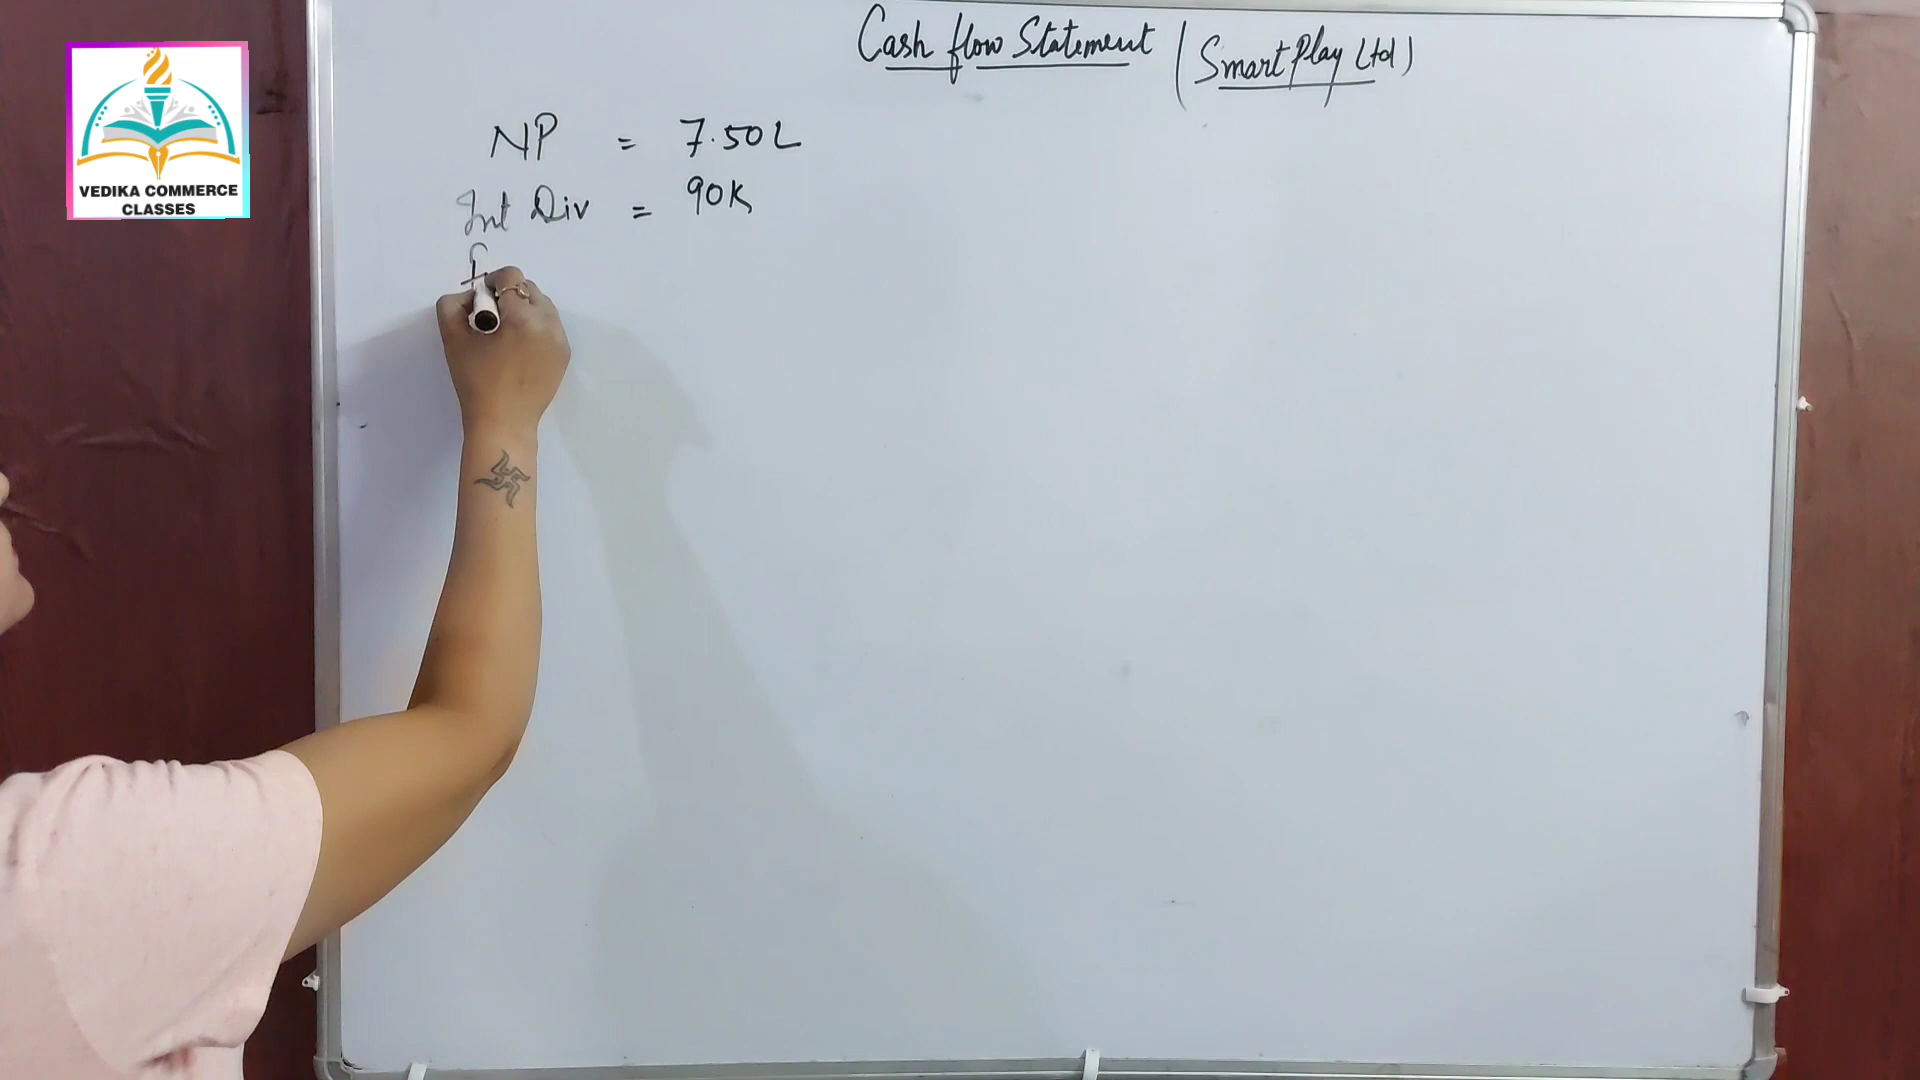 Cash flow Statement (Smart Play Ltd)
VEDIKA COMMERCE
CLASSES
NP = 7.50L
Int Div = 90K